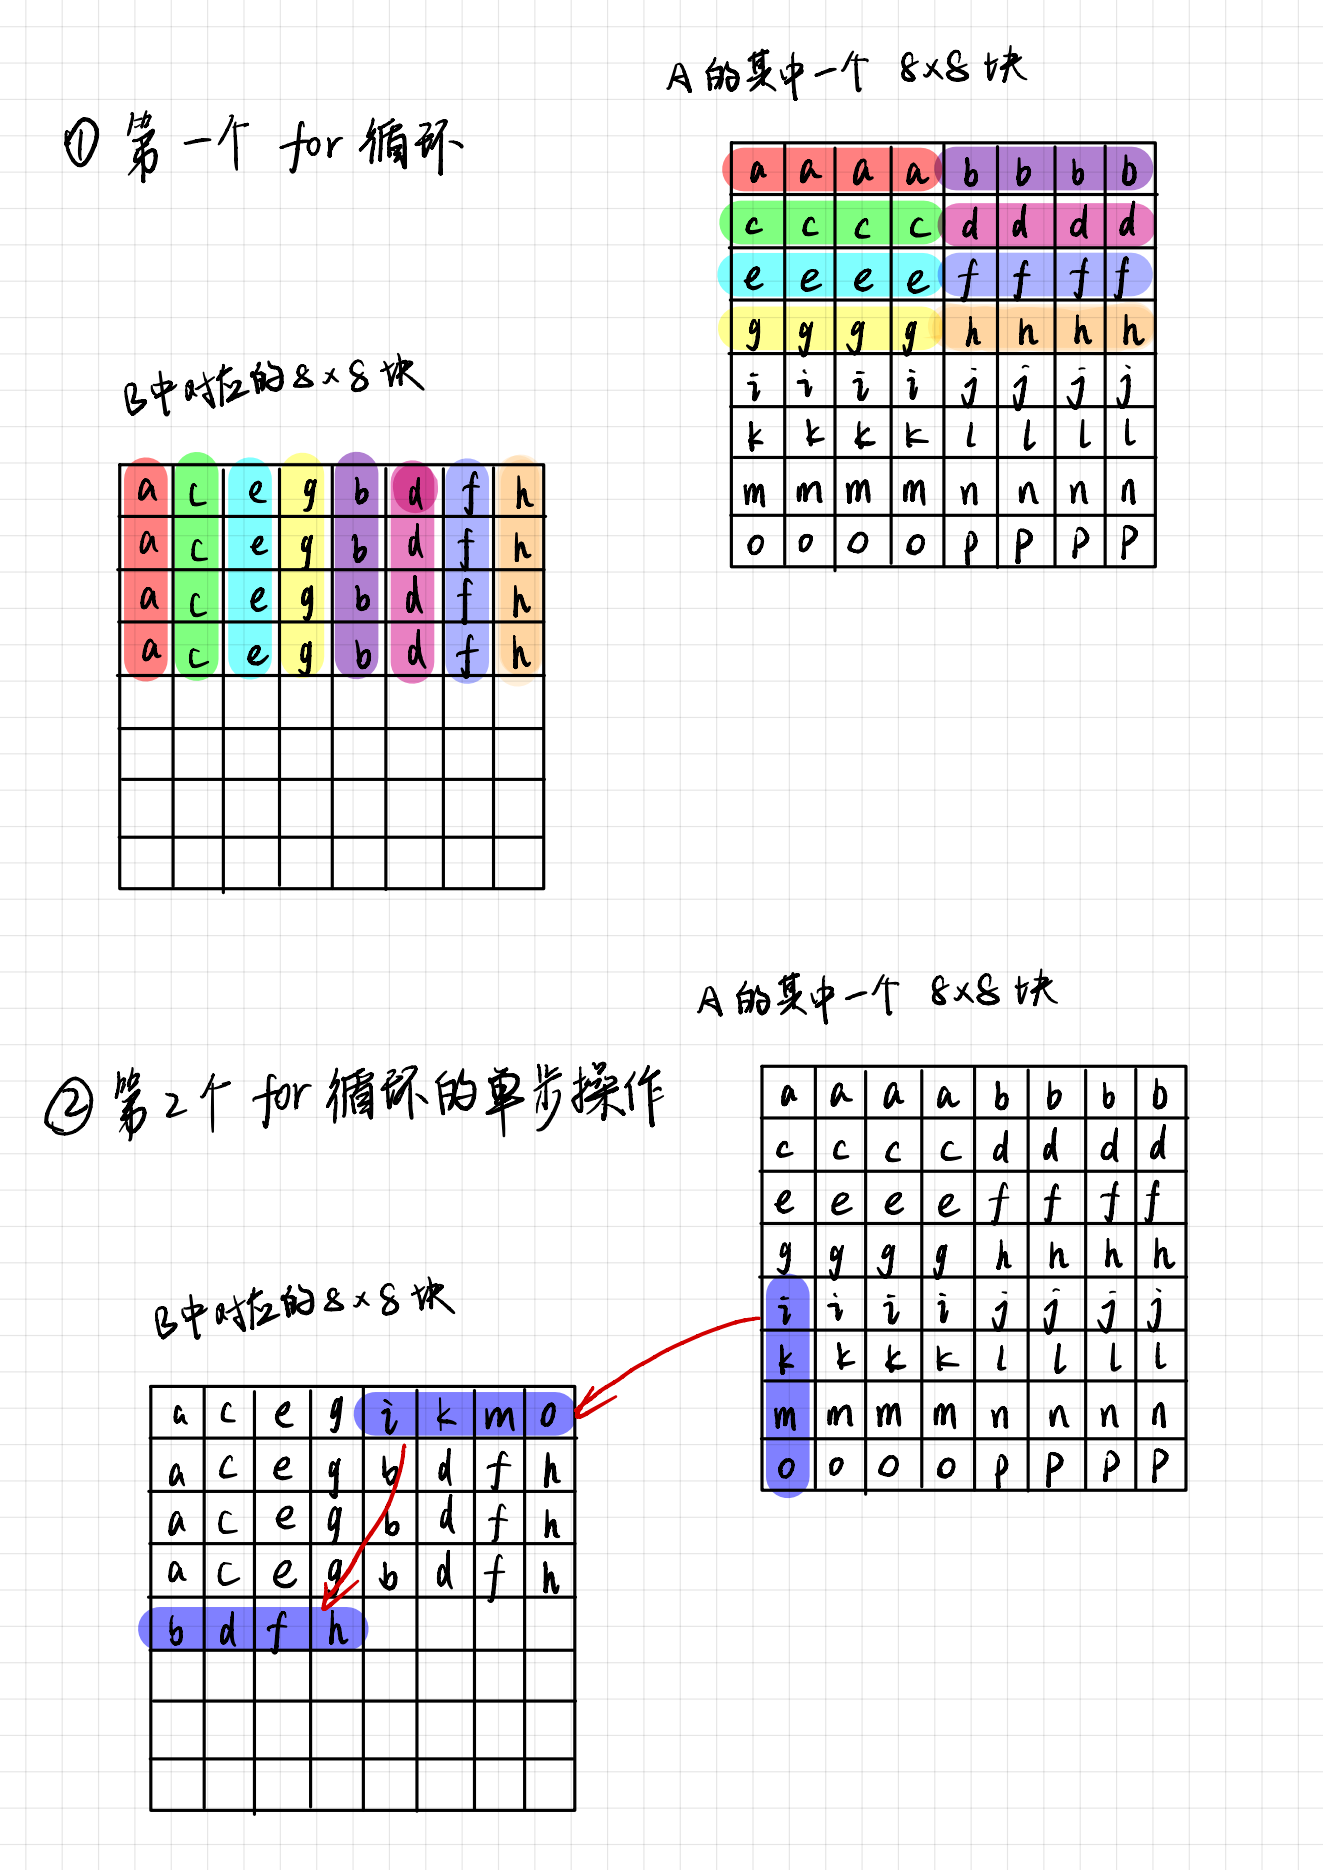 A的其中一个 8×8 块
① 第一个 for 循环
a a a a b b b b
c c c c d d d d
e e e e f f f f
g g g g h h h h
i i i i j j j j
k k k k l l l l
m m m m n n n n
o o o o p p p p
B中对应的 8×8 块
a c e g b d f h
a c e g b d f h
a c e g b d f h
a c e g b d f h
A的其中一个 8×8 块
② 第2个 for 循环的单步操作
a a a a b b b b
c c c c d d d d
e e e e f f f f
g g g g h h h h
i i i i j j j j
k k k k l l l l
m m m m n n n n
o o o o p p p p
B中对应的 8×8 块
a c e g i k m o
a c e g b d f h
a c e g b d f h
a c e g b d f h
b d f h